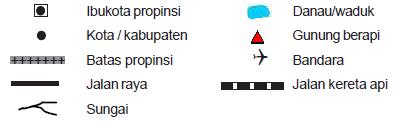 Ibukota propinsi
Kota / kabupaten
Batas propinsi
Jalan raya
Sungai
Danau/waduk
Gunung berapi
Bandara
Jalan kereta api